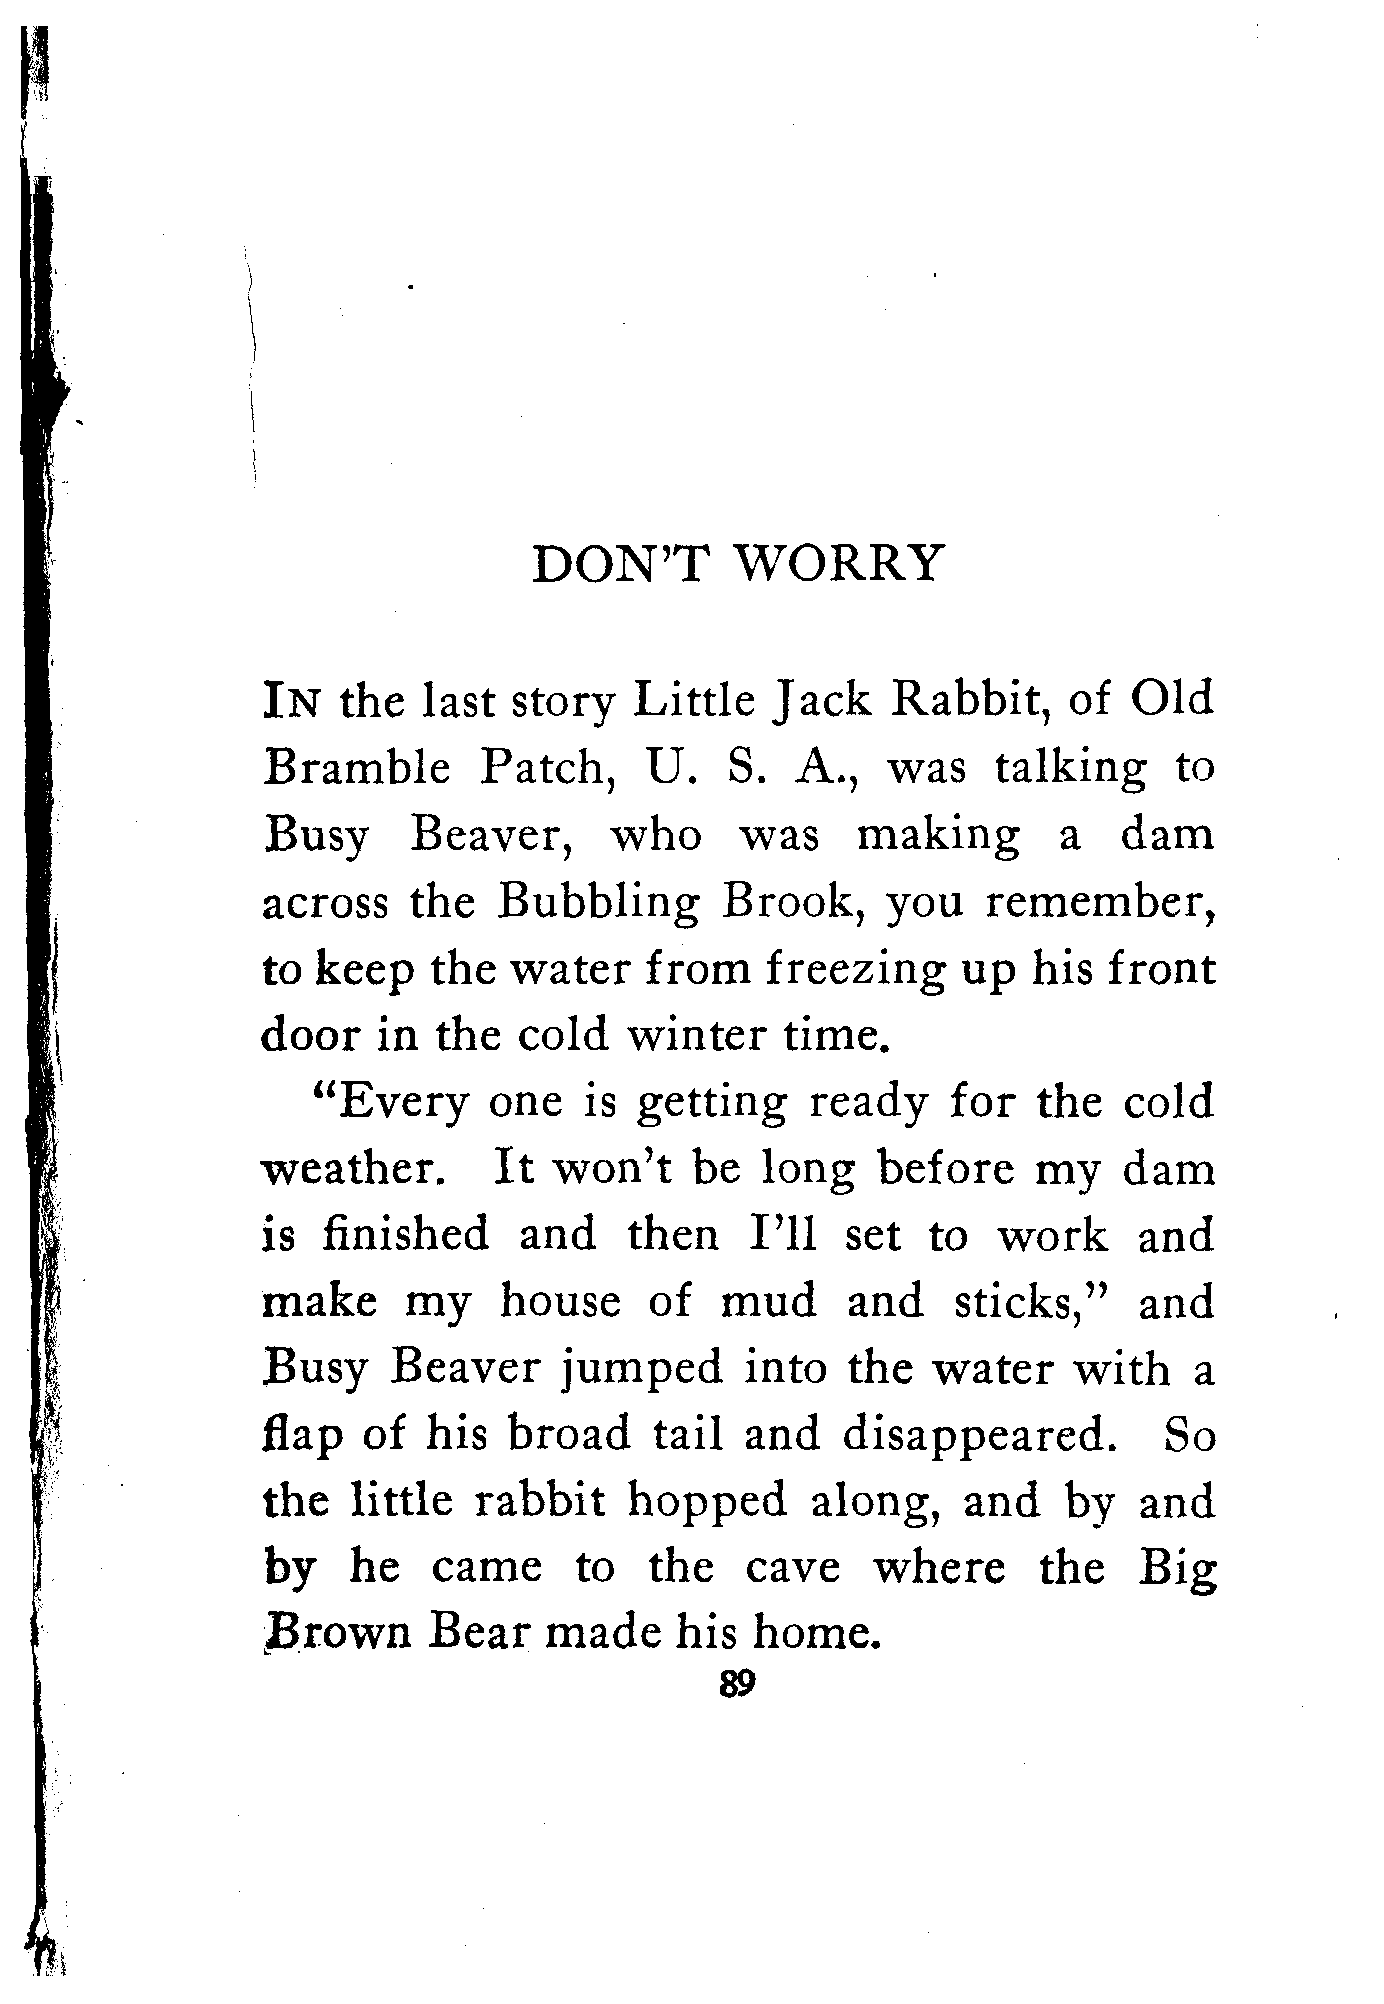 DON'T WORRY
IN the last story Little Jack Rabbit, of Old
Bramble Patch, U. S. A., was talking to
Busy Beaver, who was making a dam
across the Bubbling Brook, you remember,
to keep the water from freezing up his front
door in the cold winter time.
“Every one is getting ready for the cold
weather. It won't be long before my dam
is finished and then I'll set to work and
make my house of mud and sticks,” and
Busy Beaver jumped into the water with a
flap of his broad tail and disappeared. So
the little rabbit hopped along, and by and
by he came to the cave where the Big
Brown Bear made his home.
89